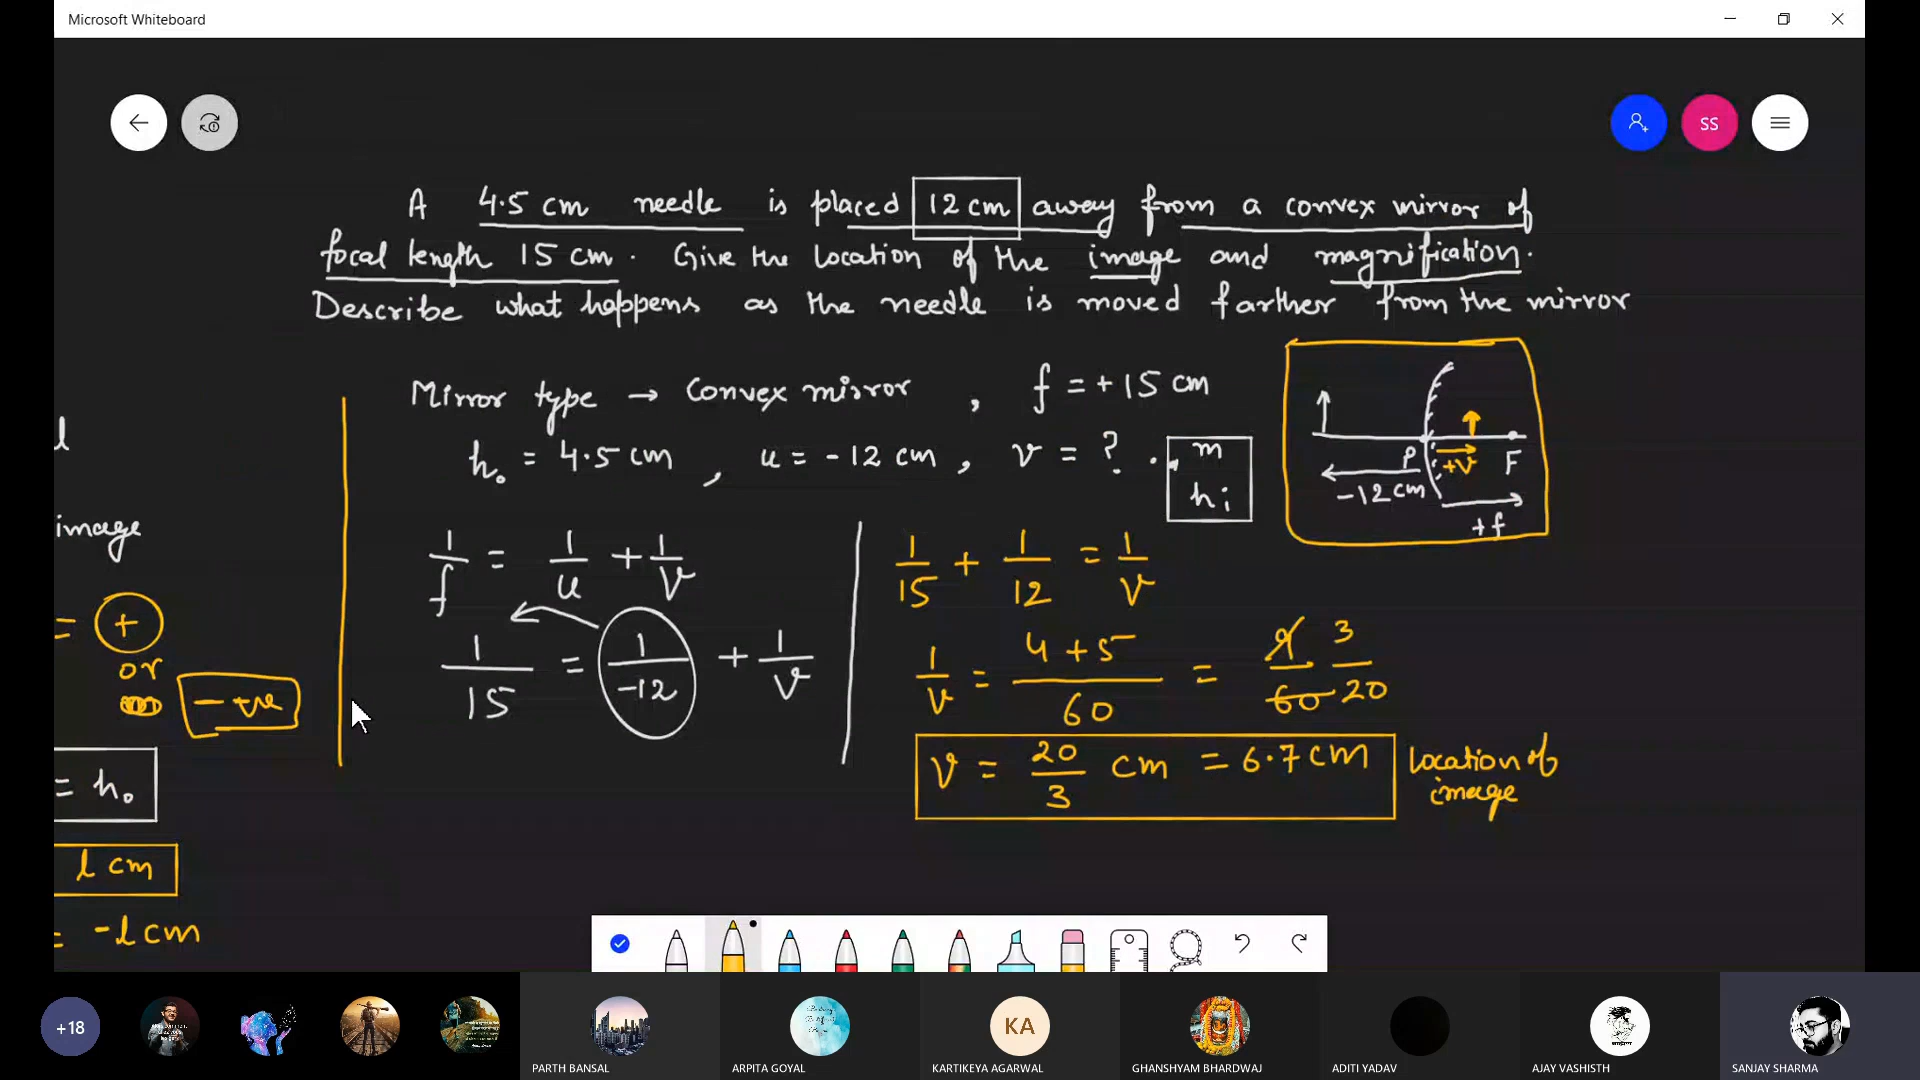 Microsoft Whiteboard
SS
A 4.5 cm needle is placed 12 cm away from a convex mirror of
focal length 15 cm. Give the location of the image and magnification.
Describe what happens as the needle is moved farther from the mirror
Mirror type → Convex mirror , f = + 15 cm
h₀ = 4.5 cm , u = - 12 cm , v = ? .
m
hi
P
+v
F
-12 cm
+f
l
image
= +
or
-ve
= h₀
l cm
= -l cm
1/f = 1/u + 1/v
1/15 = 1/-12 + 1/v
1/15 + 1/12 = 1/v
1/v = 4+5/60 = 9/60 3/20
v = 20/3 cm = 6.7 cm
location of
image
+18
KA
PARTH BANSAL
ARPITA GOYAL
KARTIKEYA AGARWAL
GHANSHYAM BHARDWAJ
ADITI YADAV
AJAY VASHISTH
SANJAY SHARMA